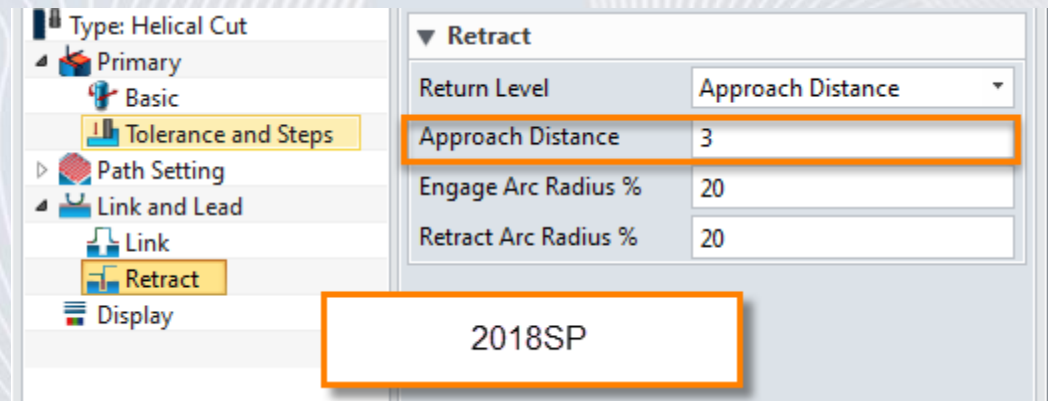 Type: Helical Cut
Primary
Basic
Tolerance and Steps
Path Setting
Link and Lead
Link
Retract
Display
Retract
Return Level Approach Distance
Approach Distance 3
Engage Arc Radius % 20
Retract Arc Radius % 20
2018SP